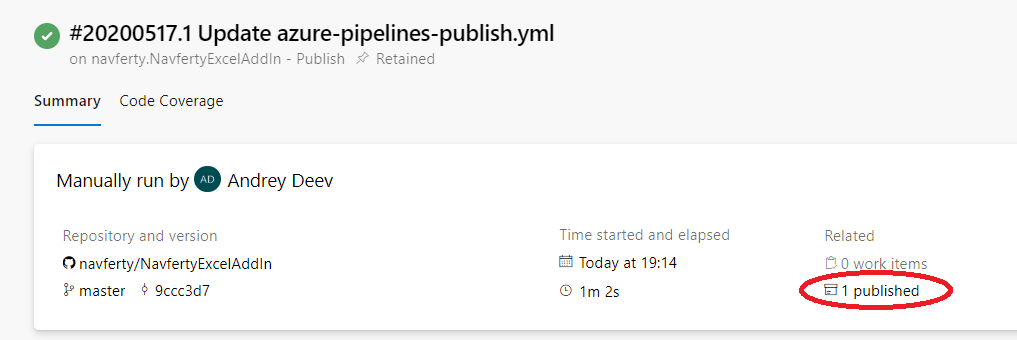 #20200517.1 Update azure-pipelines-publish.yml
on navferty.NavfertyExcelAddIn - Publish Retained
Summary Code Coverage
Manually run by AD Andrey Deev
Repository and version
navferty/NavfertyExcelAddIn
master 9ccc3d7
Time started and elapsed
Today at 19:14
1m 2s
Related
0 work items
1 published